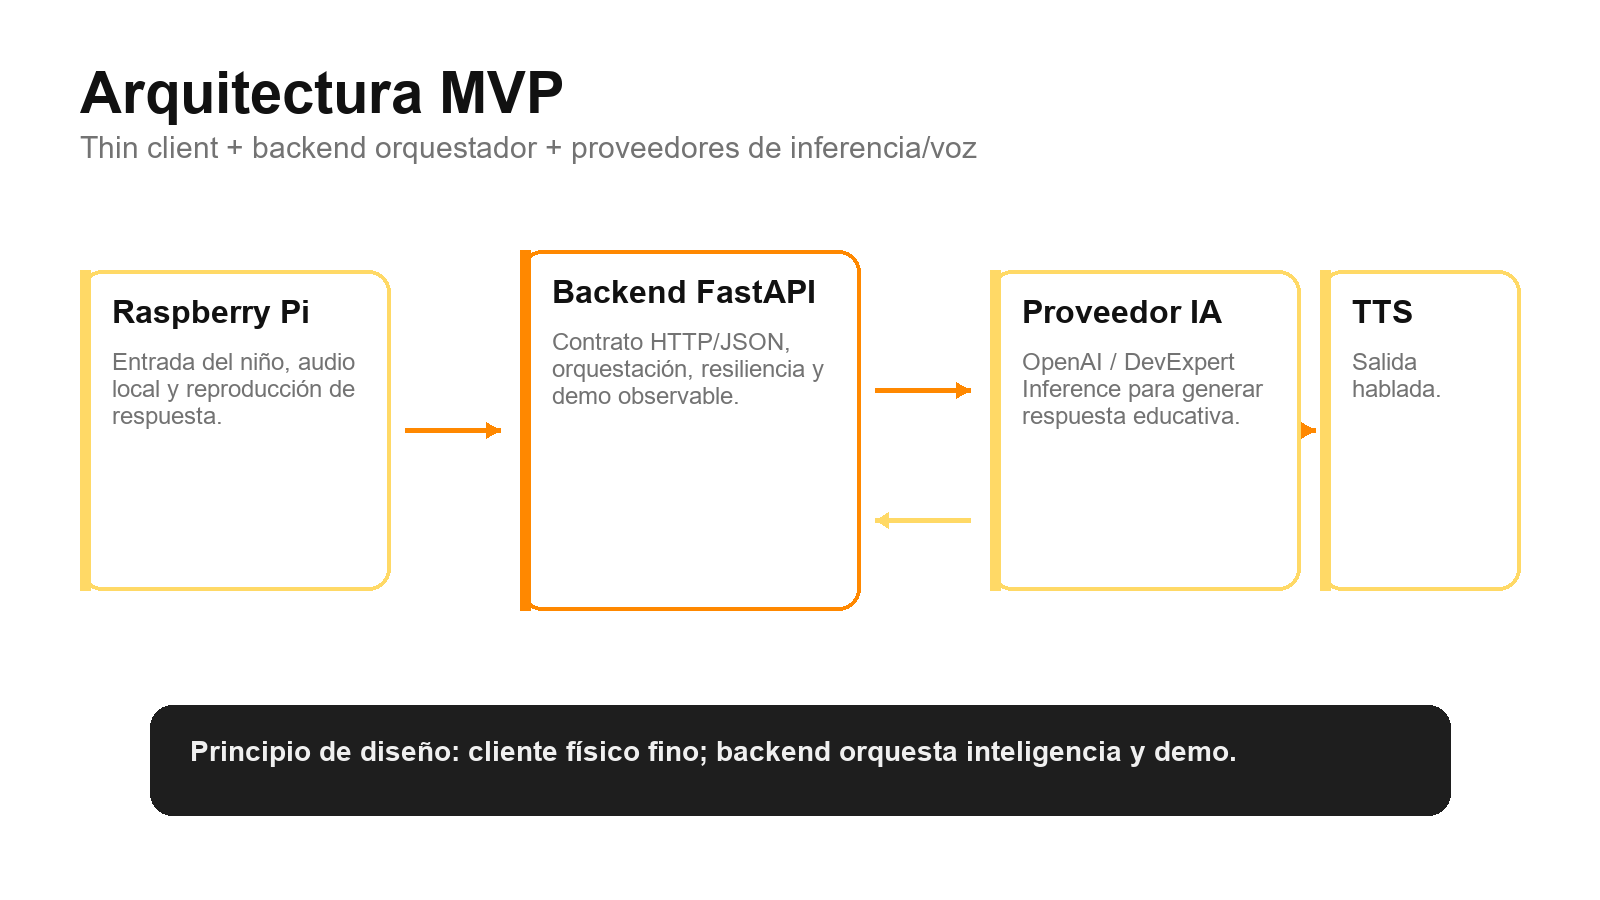 Arquitectura MVP
Thin client + backend orquestador + proveedores de inferencia/voz
Raspberry Pi
Entrada del niño, audio
local y reproducción de
respuesta.
Backend FastAPI
Contrato HTTP/JSON,
orquestación, resiliencia y
demo observable.
Proveedor IA
OpenAI / DevExpert
Inference para generar
respuesta educativa.
TTS
Salida
hablada.
Principio de diseño: cliente físico fino; backend orquesta inteligencia y demo.